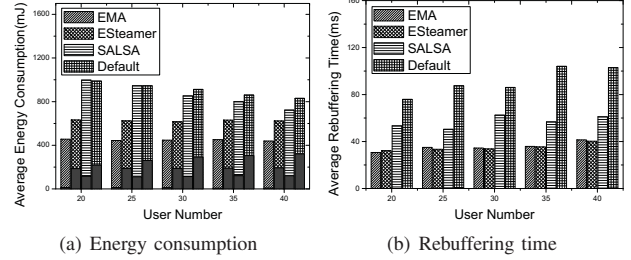 Average Energy Consumption(mJ)
1600
1200
800
400
0
EMA
ESteamer
SALSA
Default
20 25 30 35 40
User Number
(a) Energy consumption
Average Rebuffering Time(ms)
160
120
80
40
0
EMA
ESteamer
SALSA
Default
20 25 30 35 40
User Number
(b) Rebuffering time